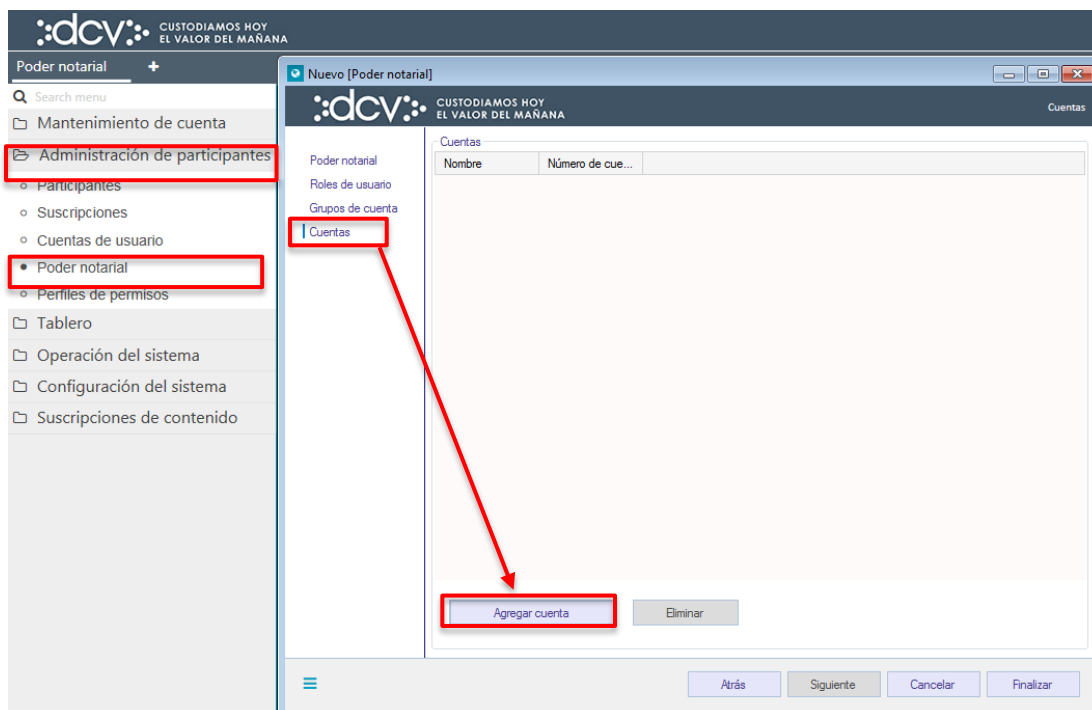 dcv CUSTODIAMOS HOY
EL VALOR DEL MAÑANA
Poder notarial +
Search menu
Mantenimiento de cuenta
Administración de participantes
Participantes
Suscripciones
Cuentas de usuario
Poder notarial
Perfiles de permisos
Tablero
Operación del sistema
Configuración del sistema
Suscripciones de contenido
Nuevo [Poder notarial]
dcv CUSTODIAMOS HOY
EL VALOR DEL MAÑANA
Cuentas
Poder notarial
Roles de usuario
Grupos de cuenta
Cuentas
Cuentas
Nombre Número de cue...
Agregar cuenta Eliminar
Atrás Siguiente Cancelar Finalizar